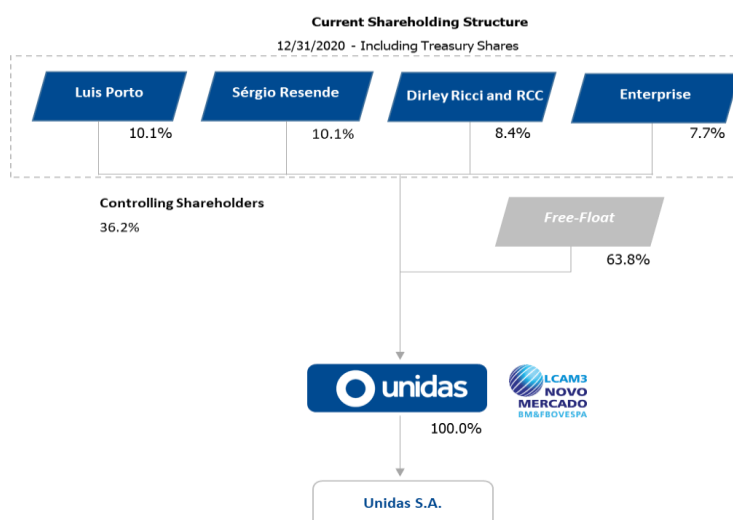 Current Shareholding Structure
12/31/2020 - Including Treasury Shares
Luis Porto
Sérgio Resende
Dirley Ricci and RCC
Enterprise
10.1%
10.1%
8.4%
7.7%
Controlling Shareholders
36.2%
Free-Float
63.8%
unidas
LCAM3
NOVO
MERCADO
BM&FBOVESPA
100.0%
Unidas S.A.